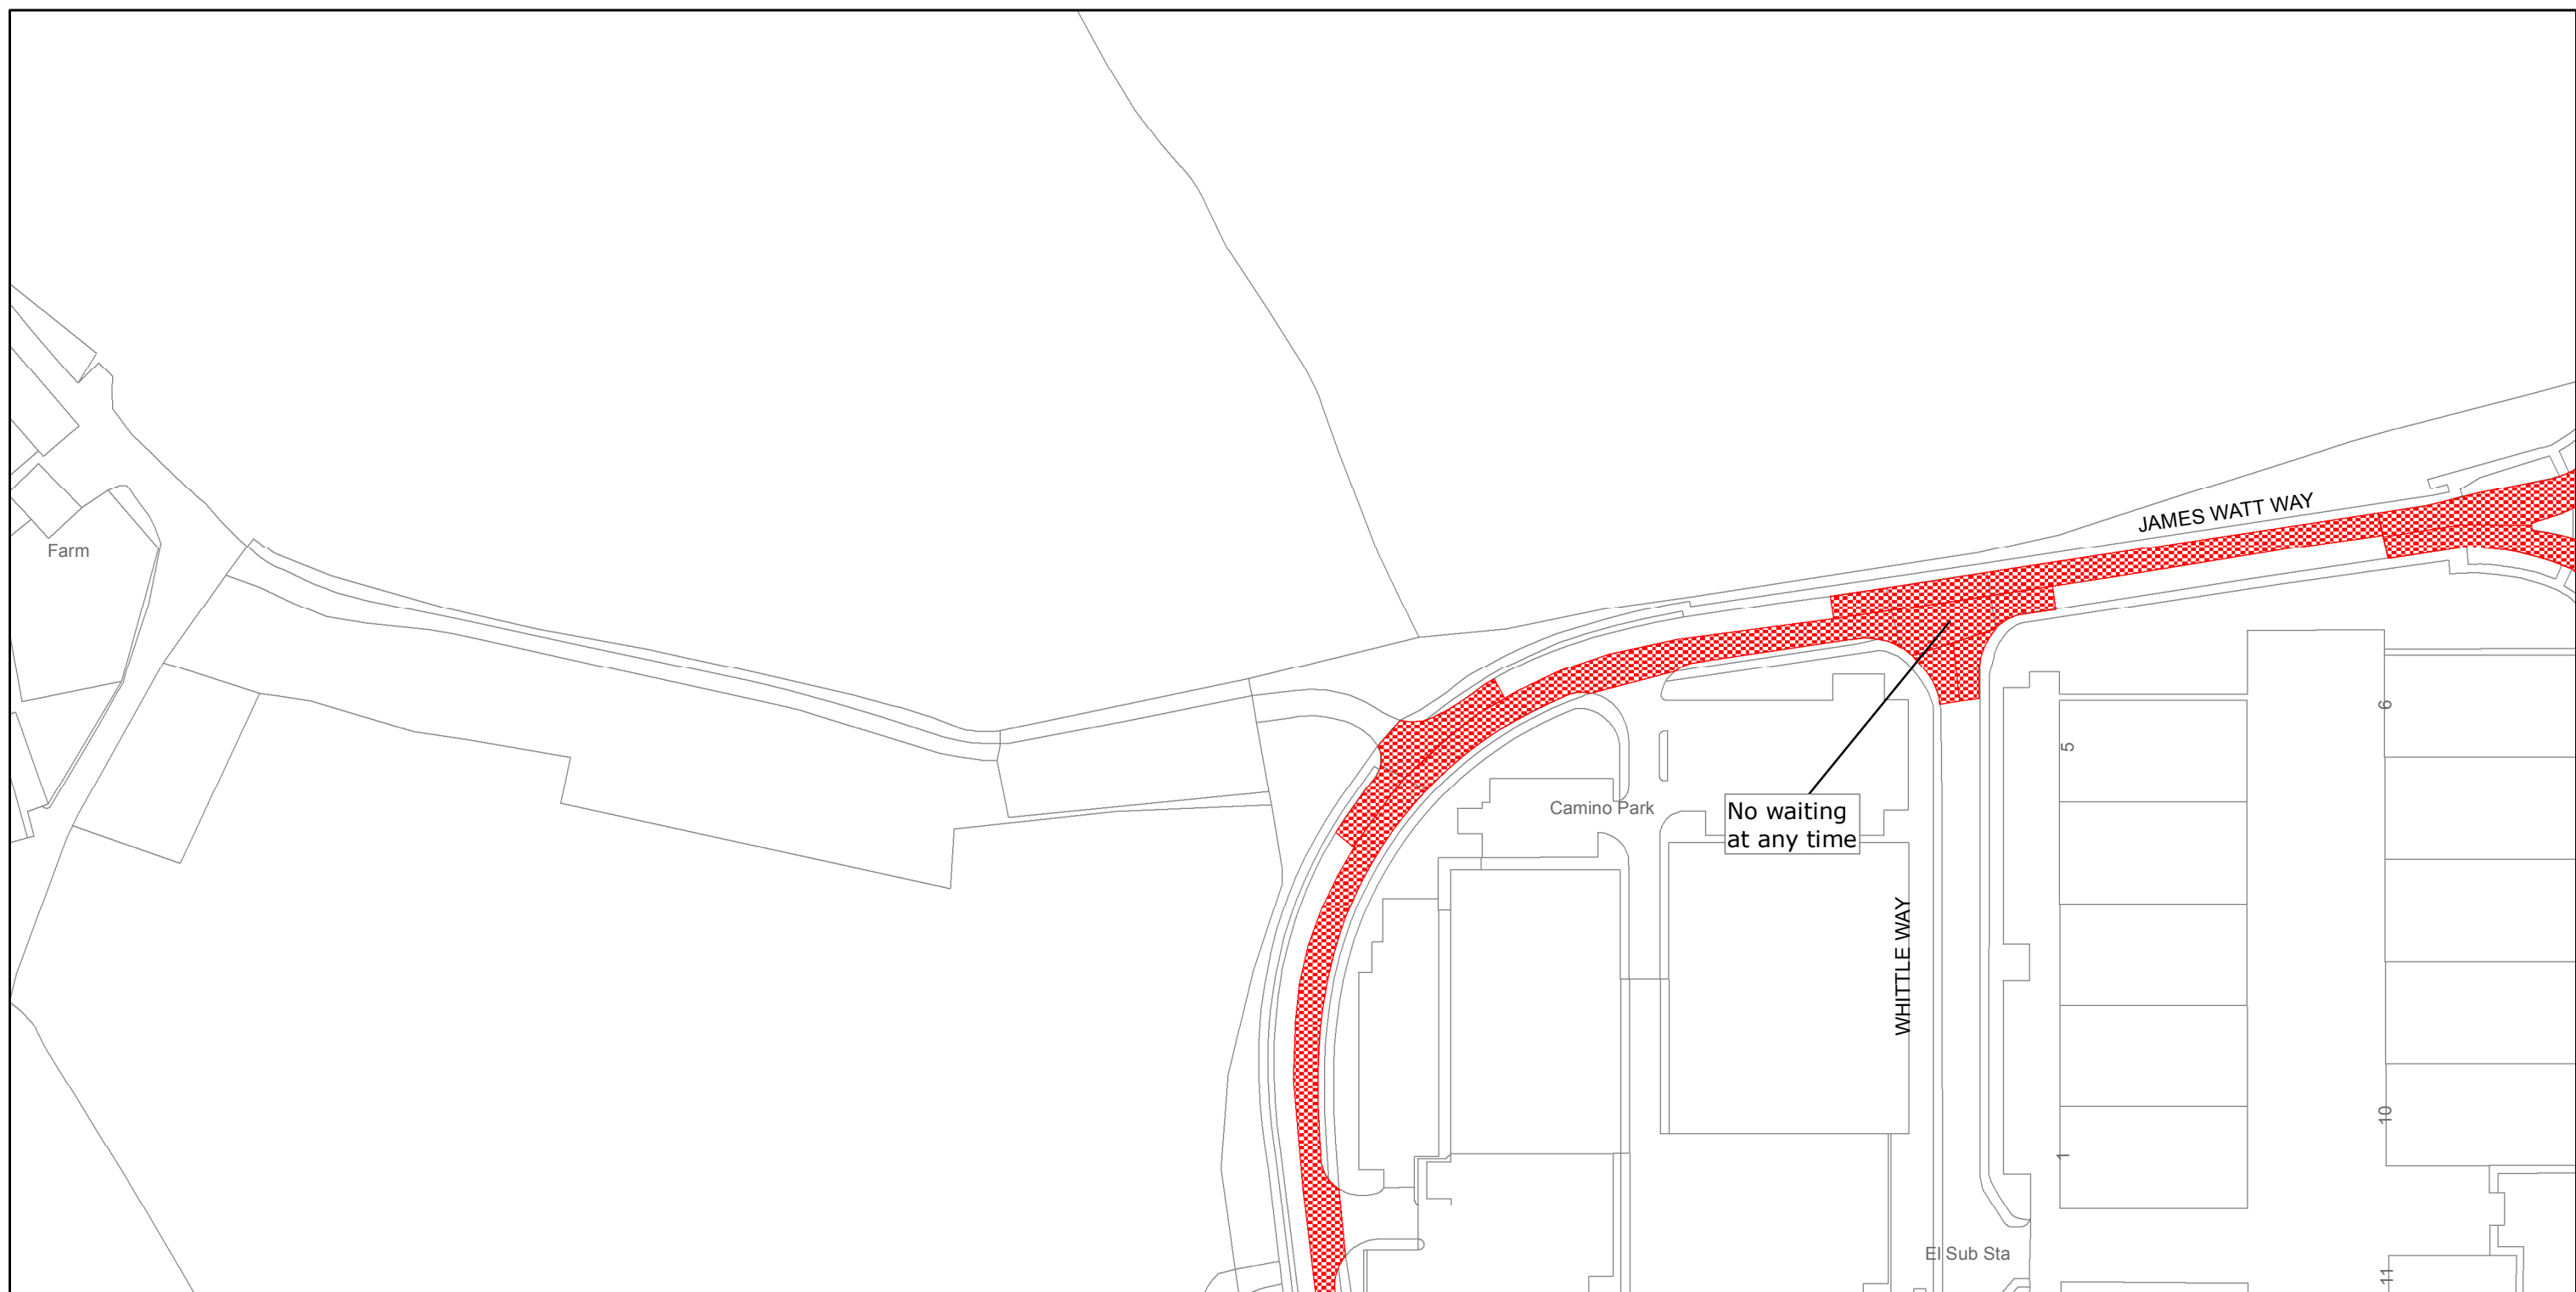 JAMES WATT WAY
Farm
6
5
Camino Park
No waiting
at any time
WHITTLE WAY
10
1
El Sub Sta
11